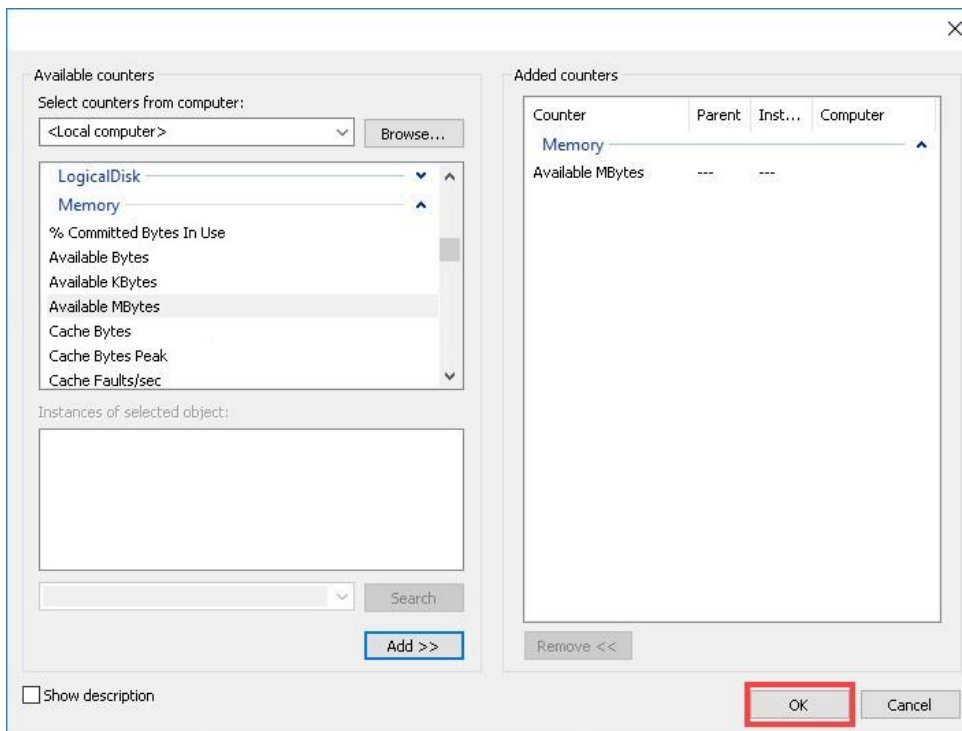 Available counters
Select counters from computer:
<Local computer>
Browse...
LogicalDisk
Memory
% Committed Bytes In Use
Available Bytes
Available KBytes
Available MBytes
Cache Bytes
Cache Bytes Peak
Cache Faults/sec
Instances of selected object:
Search
Add >>
Show description
Added counters
Counter Parent Inst... Computer
Memory
Available MBytes --- ---
Remove <<
OK Cancel